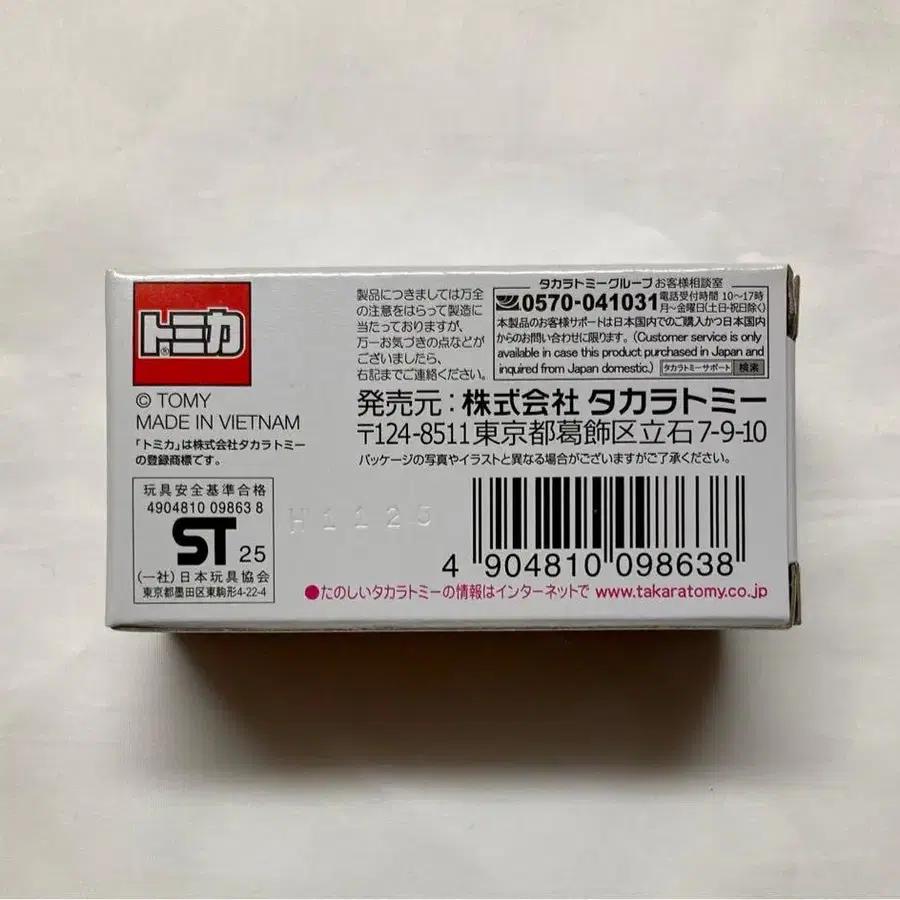 トミカ®
© TOMY
MADE IN VIETNAM
「トミカ」は株式会社タカラトミー
の登録商標です。
玩具安全基準合格
4904810 09863 8
ST 25
(一社)日本玩具協会
東京都墨田区東駒形4-22-4
製品につきましては万全
の注意をはらって製造に
当たっておりますが、
万一お気づきの点などが
ございましたら、
右記までご連絡ください。
タカラトミーグループ お客様相談室
0570-041031 電話受付時間 10〜17時
月〜金曜日(土日・祝日除く)
本製品のお客様サポートは日本国内でのご購入かつ日本国内
からのお問い合わせに限ります。(Customer service is only
available in case this product purchased in Japan and
inquired from Japan domestic.) タカラトミーサポート 検索
発売元:株式会社 タカラトミー
〒124-8511東京都葛飾区立石7-9-10
パッケージの写真やイラストと異なる場合がございますがご了承ください。
H1125
4 904810 098638
●たのしいタカラトミーの情報はインターネットで www.takaratomy.co.jp